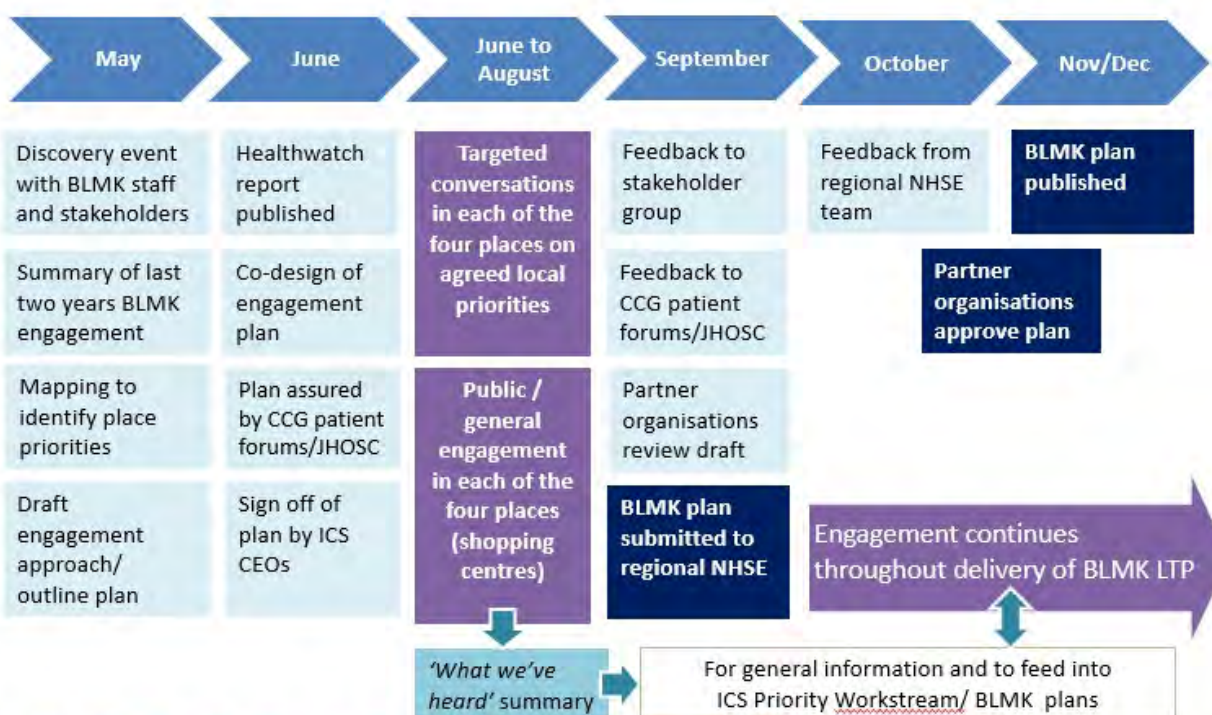 May
June
June to
August
September
October
Nov/Dec
Discovery event
with BLMK staff
and stakeholders
Summary of last
two years BLMK
engagement
Mapping to
identify place
priorities
Draft
engagement
approach/
outline plan
Healthwatch
report
published
Co-design of
engagement
plan
Plan assured
by CCG patient
forums/JHOSC
Sign off of
plan by ICS
CEOs
Targeted
conversations
in each of the
four places on
agreed local
priorities
Public /
general
engagement
in each of the
four places
(shopping
centres)
‘What we’ve
heard’ summary
Feedback to
stakeholder
group
Feedback to
CCG patient
forums/JHOSC
Partner
organisations
review draft
BLMK plan
submitted to
regional NHSE
Feedback from
regional NHSE
team
BLMK plan
published
Partner
organisations
approve plan
Engagement continues
throughout delivery of BLMK LTP
For general information and to feed into
ICS Priority Workstream/ BLMK plans